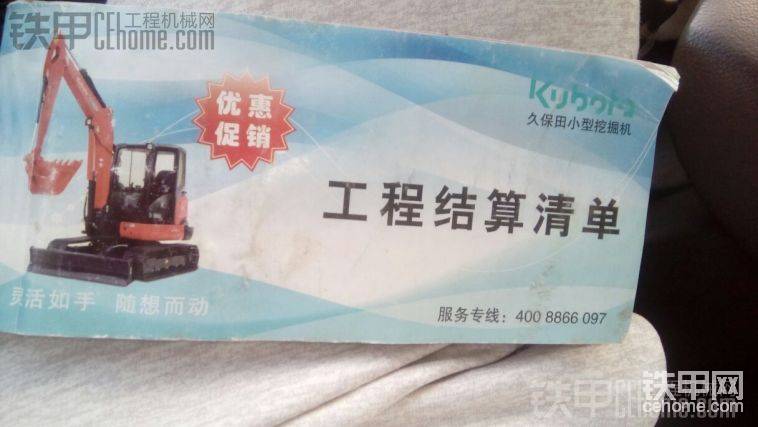 铁甲 工程机械网
CEhome.com
优惠
促销
Kubota
久保田小型挖掘机
工程结算清单
灵活如手 随想而动
服务专线：400 8866 097
铁甲网
cehome.com